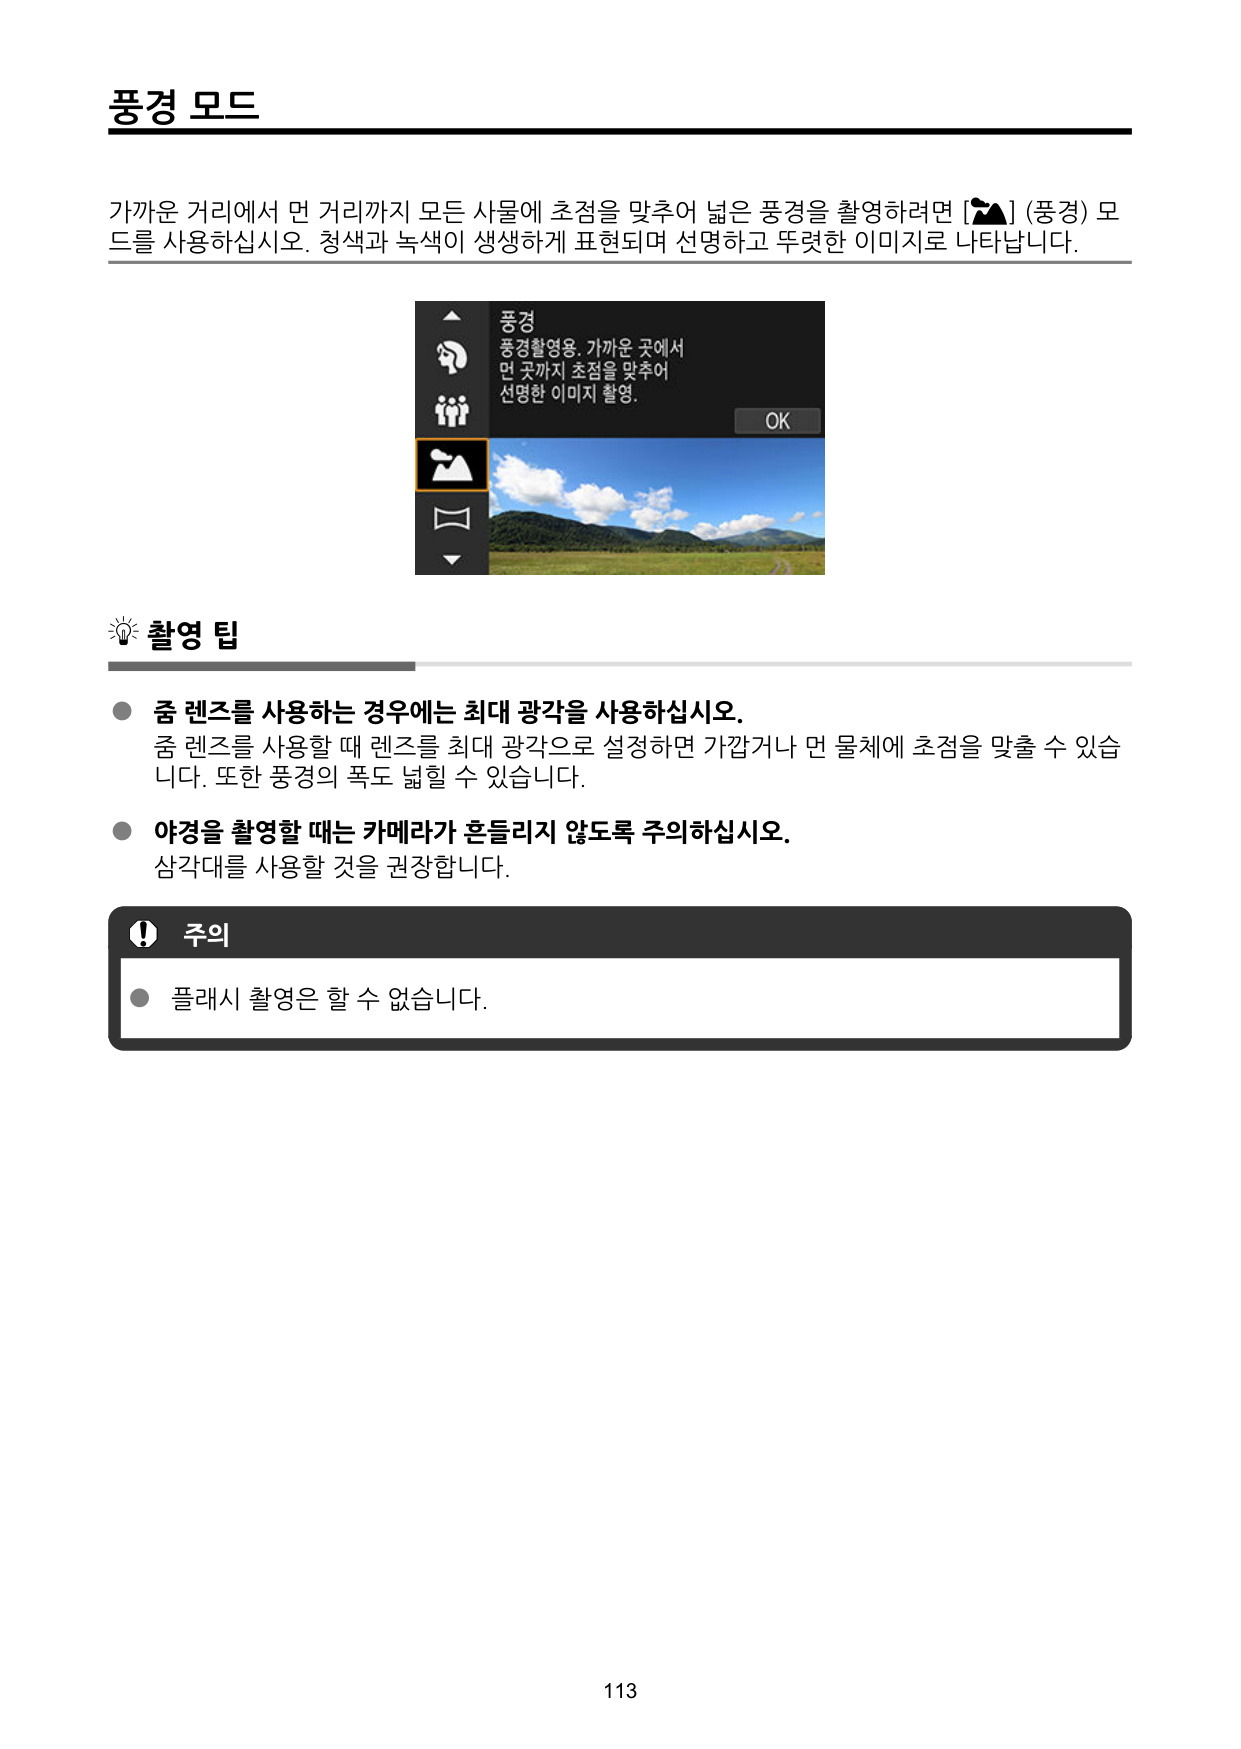 풍경 모드
가까운 거리에서 먼 거리까지 모든 사물에 초점을 맞추어 넓은 풍경을 촬영하려면 [] (풍경) 모
드를 사용하십시오. 청색과 녹색이 생생하게 표현되며 선명하고 뚜렷한 이미지로 나타납니다.
풍경
풍경촬영용. 가까운 곳에서
먼 곳까지 초점을 맞추어
선명한 이미지 촬영.
OK
촬영 팁
● 줌 렌즈를 사용하는 경우에는 최대 광각을 사용하십시오.
줌 렌즈를 사용할 때 렌즈를 최대 광각으로 설정하면 가깝거나 먼 물체에 초점을 맞출 수 있습
니다. 또한 풍경의 폭도 넓힐 수 있습니다.
● 야경을 촬영할 때는 카메라가 흔들리지 않도록 주의하십시오.
삼각대를 사용할 것을 권장합니다.
주의
● 플래시 촬영은 할 수 없습니다.
113